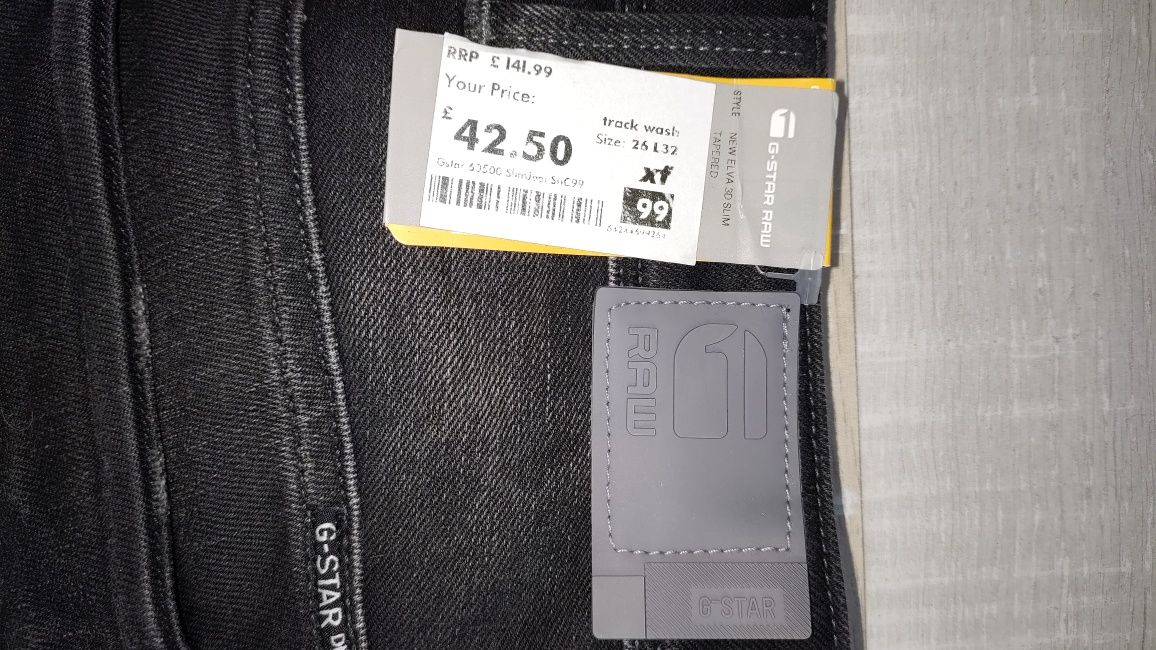 RRP £ 141.99
Your Price:
£ 42.50
track wash
Size: 26 L32
xf
99
STYLE NEW ELVA 3D SLIM
TAPERED
G-STAR RAW
RAW
G-STAR
G-STAR